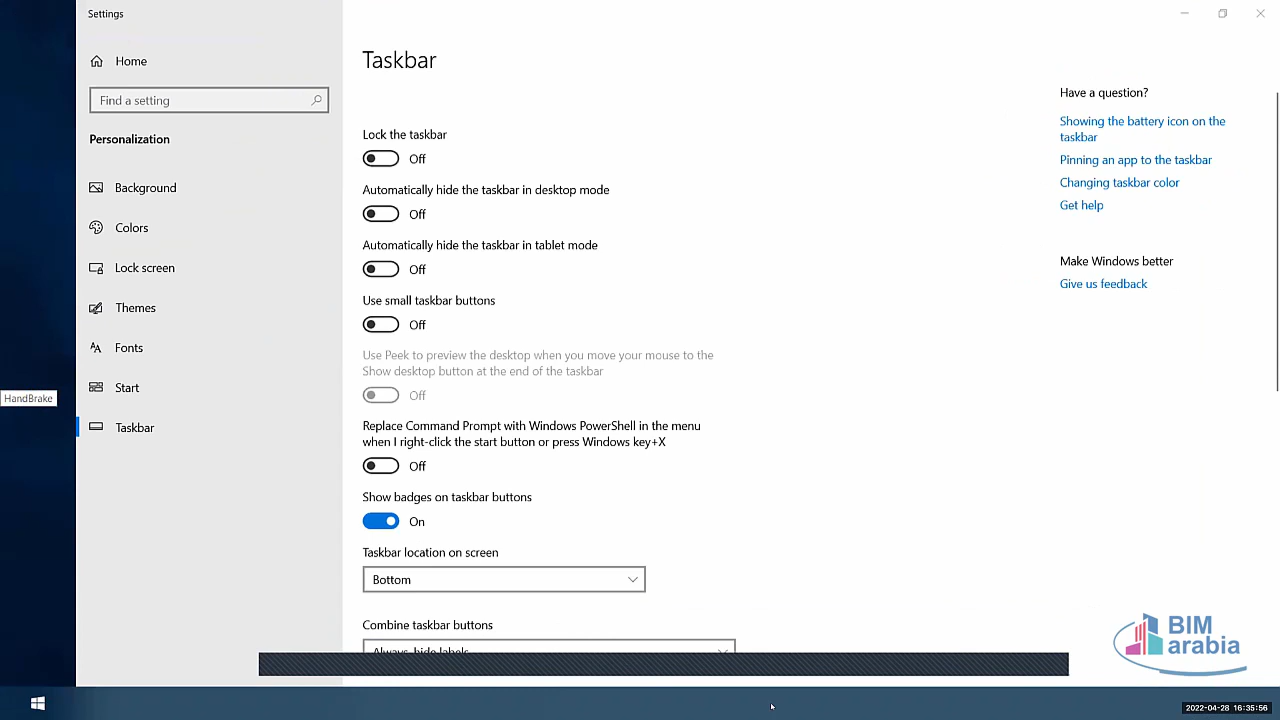 Settings
Home
Find a setting
Personalization
Background
Colors
Lock screen
Themes
Fonts
Start
Taskbar
HandBrake
Taskbar
Lock the taskbar
Off
Automatically hide the taskbar in desktop mode
Off
Automatically hide the taskbar in tablet mode
Off
Use small taskbar buttons
Off
Use Peek to preview the desktop when you move your mouse to the
Show desktop button at the end of the taskbar
Off
Replace Command Prompt with Windows PowerShell in the menu
when I right-click the start button or press Windows key+X
Off
Show badges on taskbar buttons
On
Taskbar location on screen
Bottom
Combine taskbar buttons
Always, hide labels
Have a question?
Showing the battery icon on the
taskbar
Pinning an app to the taskbar
Changing taskbar color
Get help
Make Windows better
Give us feedback
BIM
arabia
2022-04-28 16:35:56